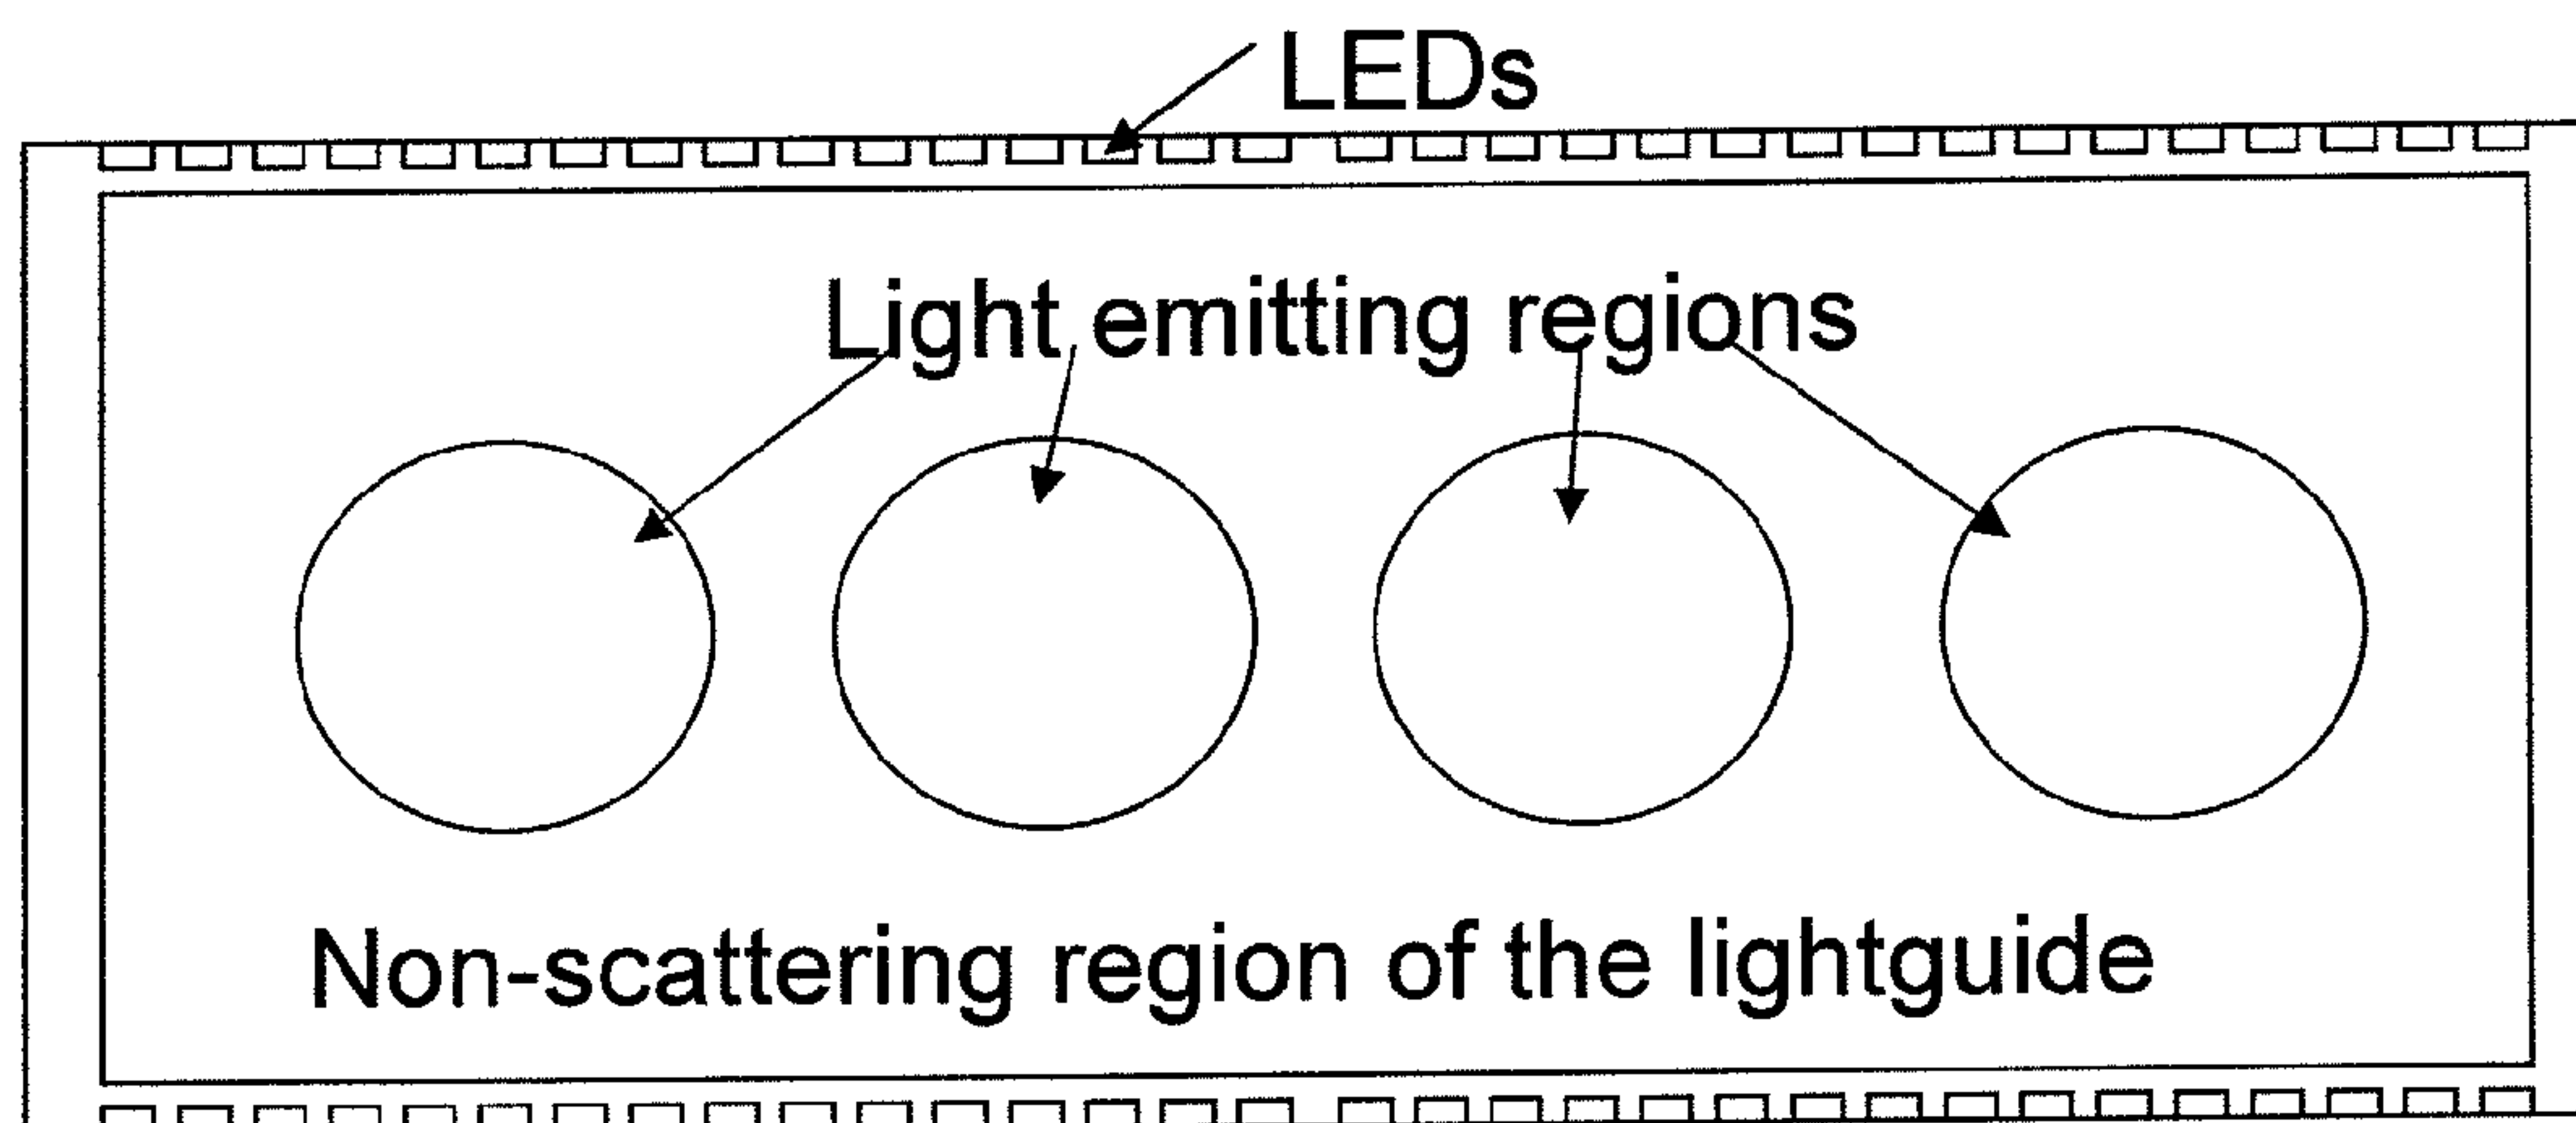 LEDs
Light emitting regions
Non-scattering region of the lightguide